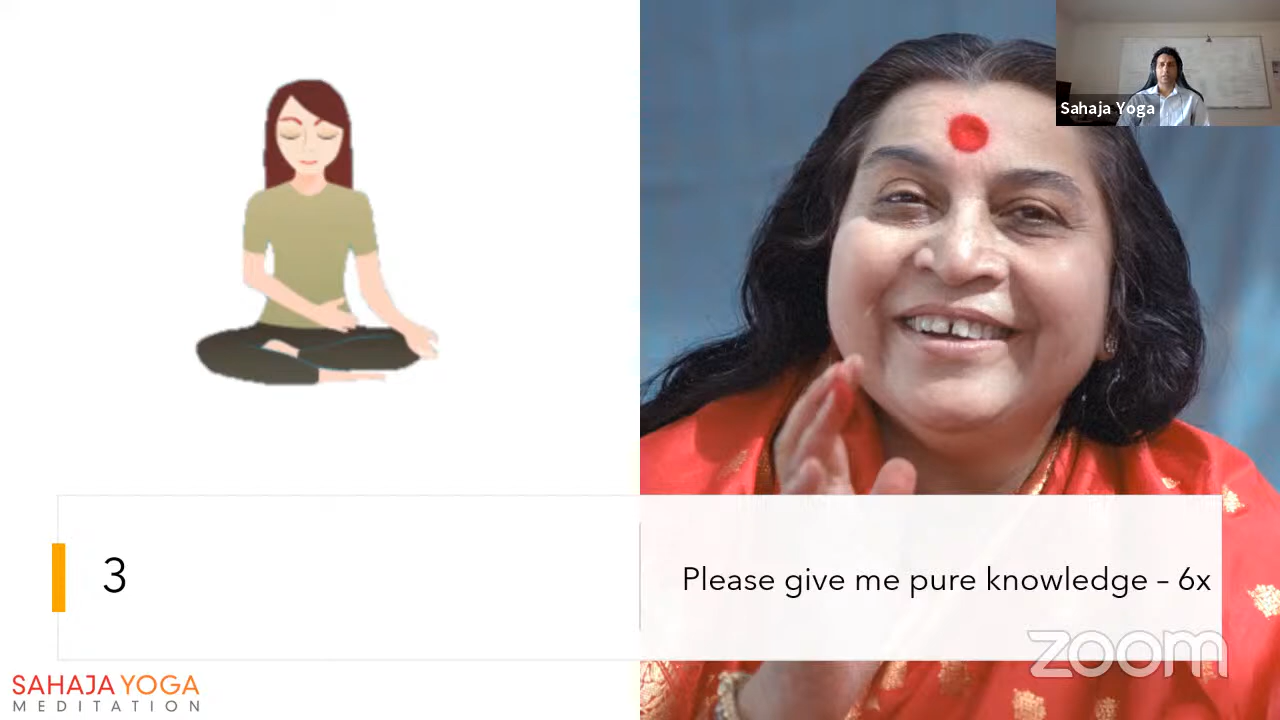 Sahaja Yoga
3
Please give me pure knowledge – 6x
zoom
SAHAJA YOGA
MEDITATION